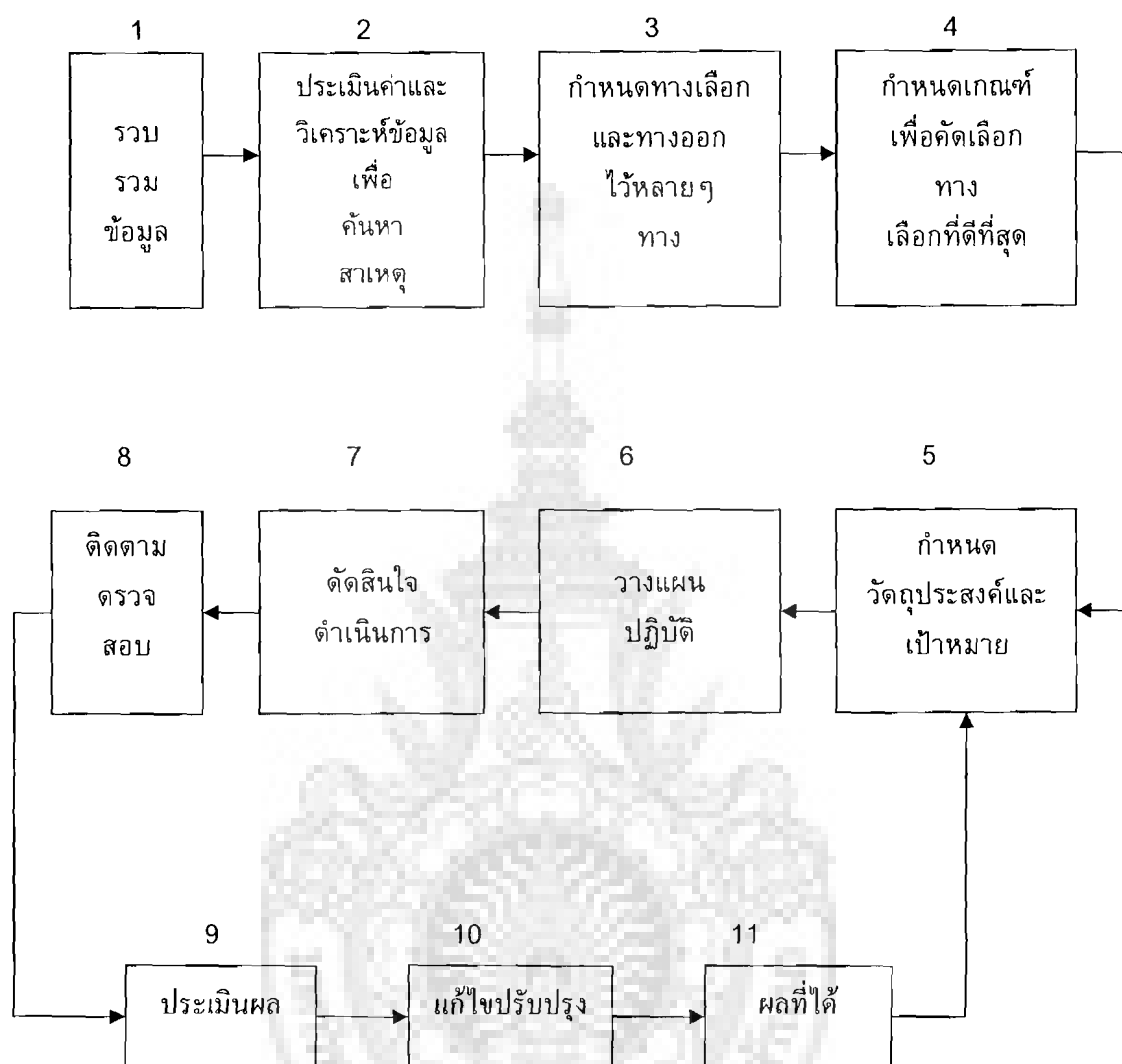 1
รวบ
รวม
ข้อมูล
2
ประเมินค่าและ
วิเคราะห์ข้อมูล
เพื่อ
ค้นหา
สาเหตุ
3
กำหนดทางเลือก
และทางออก
ไว้หลายๆ
ทาง
4
กำหนดเกณฑ์
เพื่อคัดเลือก
ทาง
เลือกที่ดีที่สุด
8
ติดตาม
ตรวจ
สอบ
7
ตัดสินใจ
ดำเนินการ
6
วางแผน
ปฏิบัติ
5
กำหนด
วัตถุประสงค์และ
เป้าหมาย
9
ประเมินผล
10
แก้ไขปรับปรุง
11
ผลที่ได้